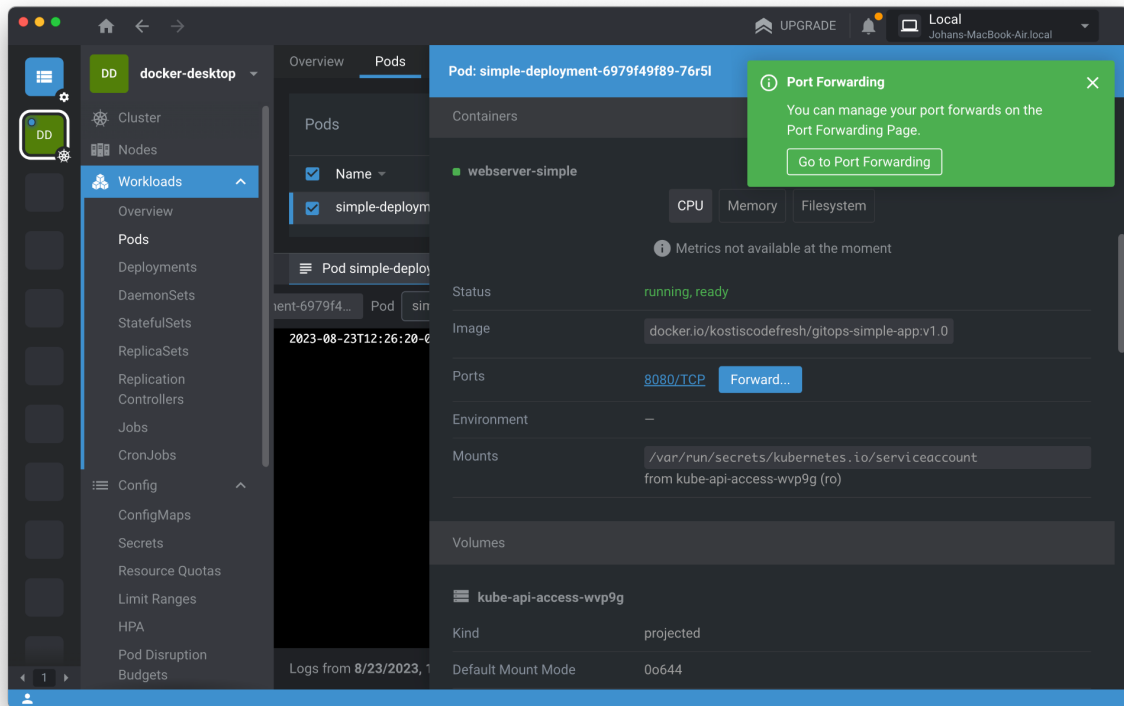 UPGRADE
Local
Johans-MacBook-Air.local
DD
docker-desktop
DD
Cluster
Nodes
Workloads
Overview
Pods
Deployments
DaemonSets
StatefulSets
ReplicaSets
Replication
Controllers
Jobs
CronJobs
Config
ConfigMaps
Secrets
Resource Quotas
Limit Ranges
HPA
Pod Disruption
Budgets
1
Overview
Pods
Pods
Name
simple-deploym
Pod simple-deploy
ent-6979f4...
Pod
sim
2023-08-23T12:26:20-0
Logs from 8/23/2023, 1
Pod: simple-deployment-6979f49f89-76r5l
Containers
webserver-simple
CPU
Memory
Filesystem
Metrics not available at the moment
Status
running, ready
Image
docker.io/kostiscodefresh/gitops-simple-app:v1.0
Ports
8080/TCP
Forward...
Environment
—
Mounts
/var/run/secrets/kubernetes.io/serviceaccount
from kube-api-access-wvp9g (ro)
Volumes
kube-api-access-wvp9g
Kind
projected
Default Mount Mode
0o644
Port Forwarding
You can manage your port forwards on the
Port Forwarding Page.
Go to Port Forwarding